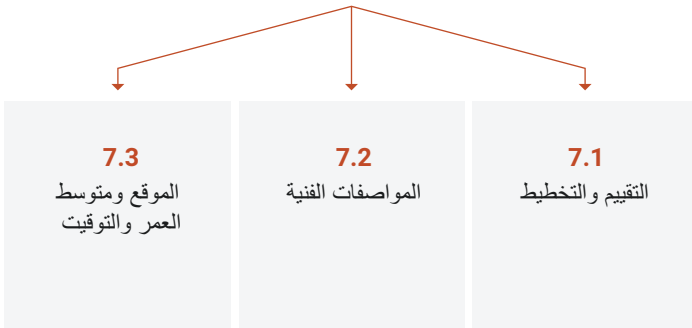 7.1
التقييم والتخطيط
7.2
المواصفات الفنية
7.3
الموقع ومتوسط
العمر والتوقيت